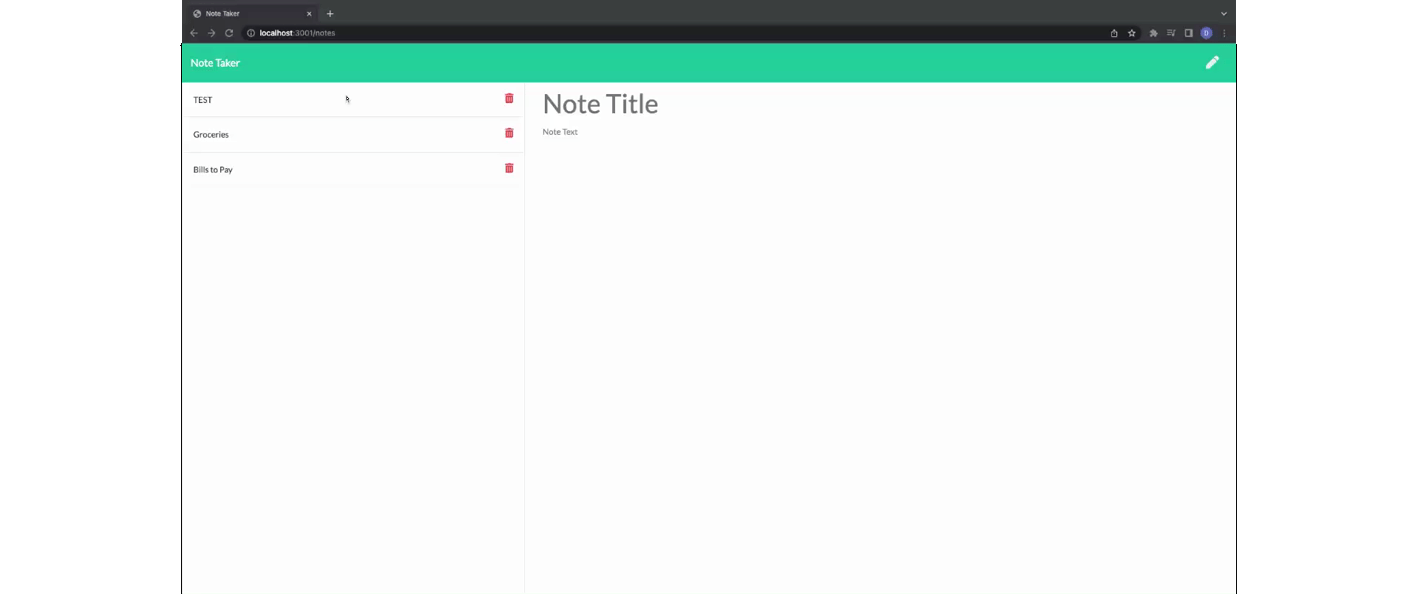 Note Taker
localhost:3001/notes
D
Note Taker
TEST
Groceries
Bills to Pay
Note Title
Note Text